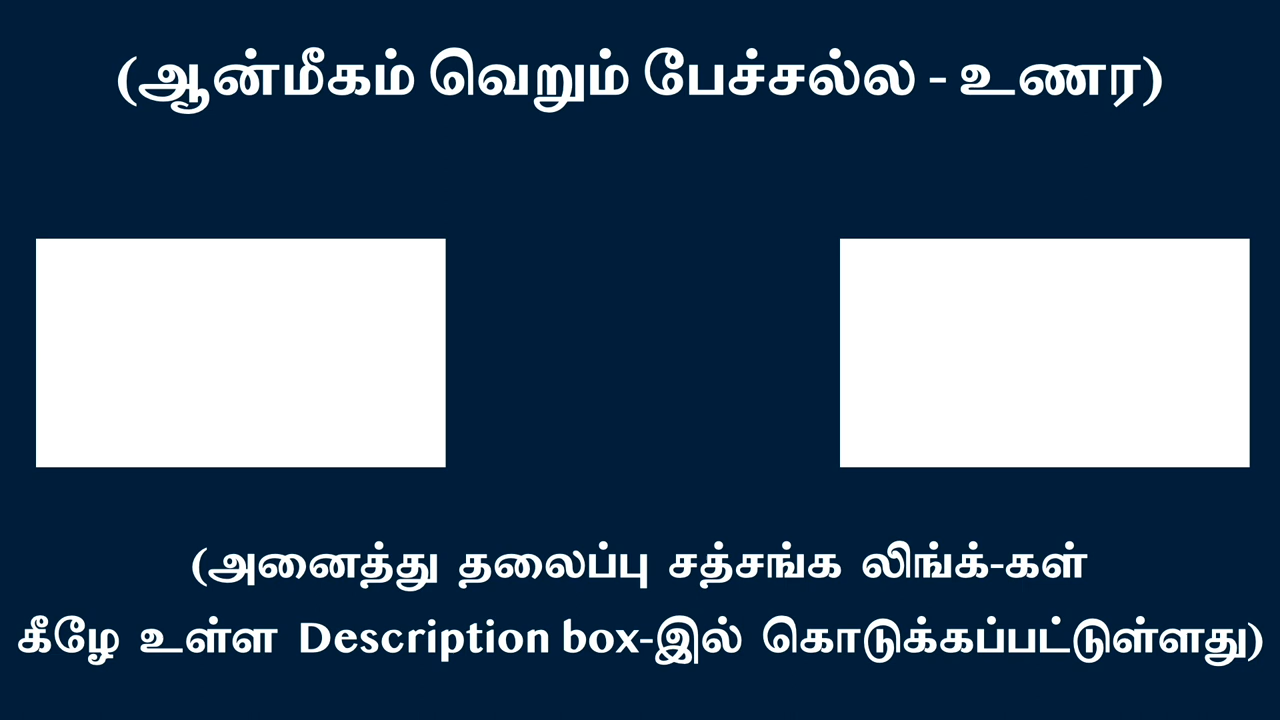 (ஆன்மீகம் வெறும் பேச்சல்ல - உணர)
(அனைத்து தலைப்பு சத்சங்க லிங்க்-கள்
கீழே உள்ள Description box-இல் கொடுக்கப்பட்டுள்ளது)